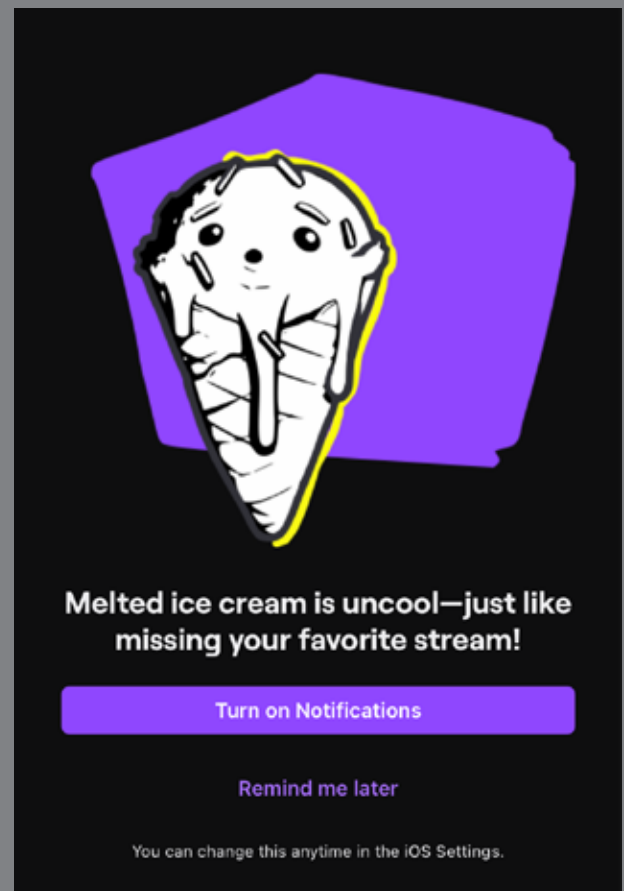 Melted ice cream is uncool—just like
missing your favorite stream!
Turn on Notifications
Remind me later
You can change this anytime in the iOS Settings.